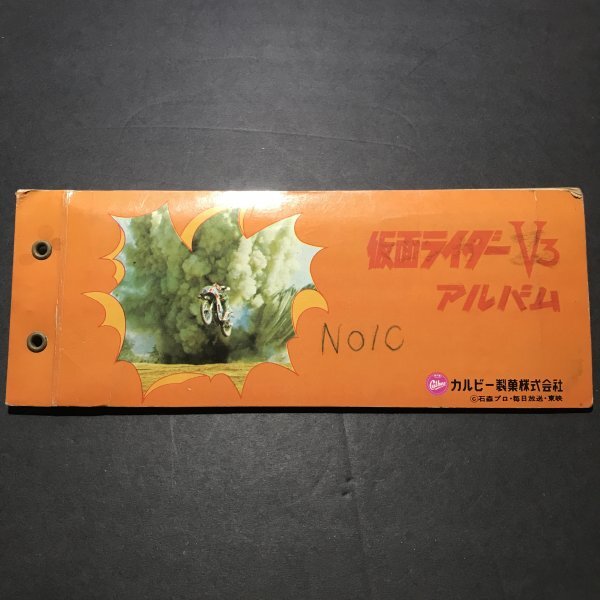 仮面ライダーV3
アルバム
NO10
Calbee
カルビー製菓株式会社
©石森プロ・毎日放送・東映